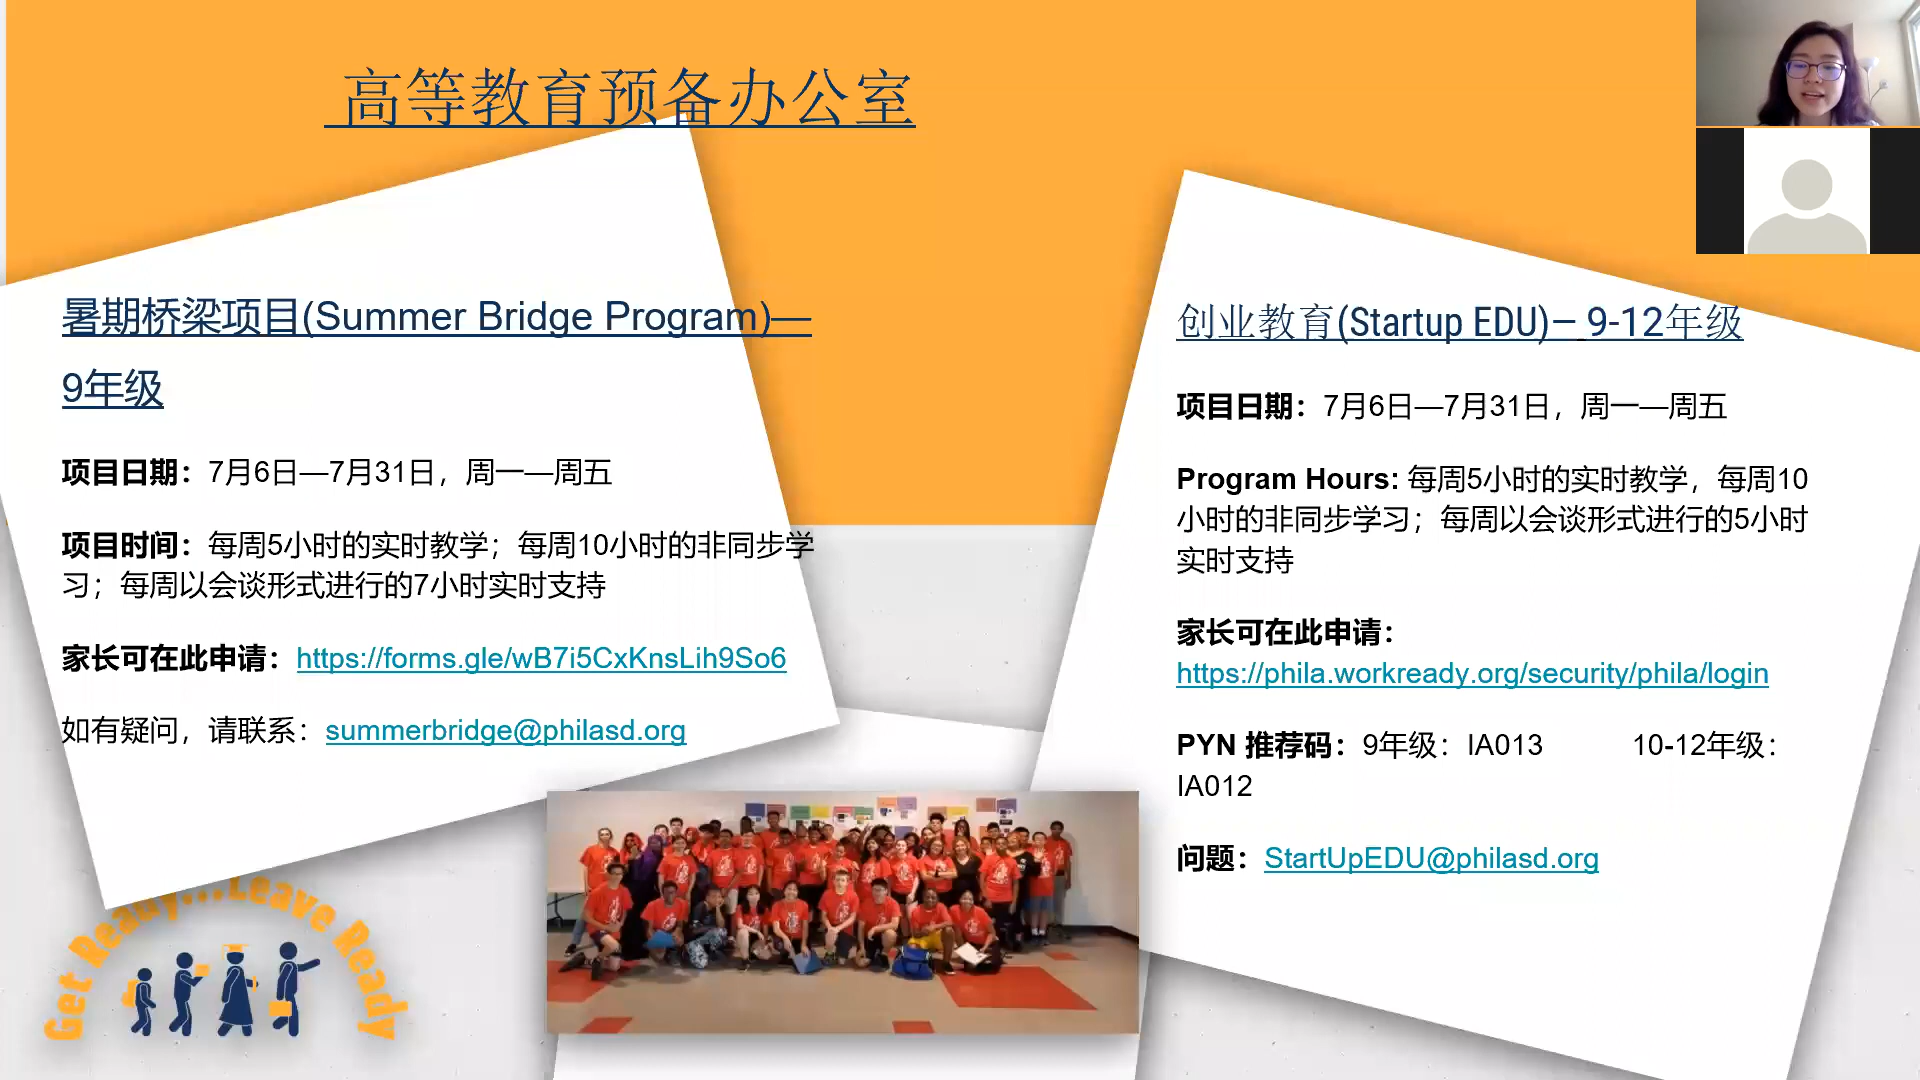 高等教育预备办公室
暑期桥梁项目(Summer Bridge Program)—
9年级
项目日期：7月6日—7月31日，周一—周五
项目时间：每周5小时的实时教学；每周10小时的非同步学
习；每周以会谈形式进行的7小时实时支持
家长可在此申请：https://forms.gle/wB7i5CxKnsLih9So6
如有疑问，请联系：summerbridge@philasd.org
创业教育(Startup EDU)– 9-12年级
项目日期：7月6日—7月31日，周一—周五
Program Hours: 每周5小时的实时教学，每周10
小时的非同步学习；每周以会谈形式进行的5小时
实时支持
家长可在此申请：
https://phila.workready.org/security/phila/login
PYN 推荐码：9年级：IA013 10-12年级：
IA012
问题：StartUpEDU@philasd.org
Get Ready...Leave Ready